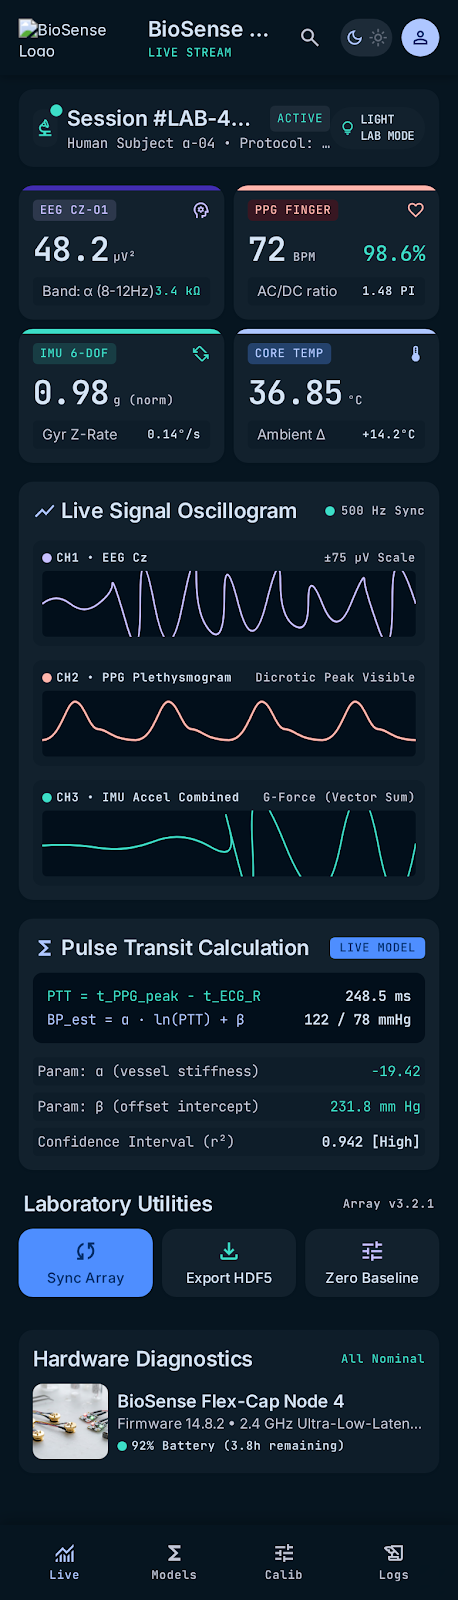 BioSense Logo
BioSense ...
LIVE STREAM
Session #LAB-4...
ACTIVE
Human Subject α-04 • Protocol: ...
LIGHT LAB MODE
EEG CZ-O1
48.2 μV²
Band: α (8-12Hz) 3.4 kΩ
PPG FINGER
72 BPM 98.6%
AC/DC ratio 1.48 PI
IMU 6-DOF
0.98 g (norm)
Gyr Z-Rate 0.14°/s
CORE TEMP
36.85 °C
Ambient Δ +14.2°C
Live Signal Oscillogram
500 Hz Sync
CH1 • EEG Cz ±75 μV Scale
CH2 • PPG Plethysmogram Dicrotic Peak Visible
CH3 • IMU Accel Combined G-Force (Vector Sum)
Pulse Transit Calculation
LIVE MODEL
PTT = t_PPG_peak - t_ECG_R 248.5 ms
BP_est = α · ln(PTT) + β 122 / 78 mmHg
Param: α (vessel stiffness) -19.42
Param: β (offset intercept) 231.8 mm Hg
Confidence Interval (r²) 0.942 [High]
Laboratory Utilities
Array v3.2.1
Sync Array
Export HDF5
Zero Baseline
Hardware Diagnostics
All Nominal
BioSense Flex-Cap Node 4
Firmware 14.8.2 • 2.4 GHz Ultra-Low-Laten...
92% Battery (3.8h remaining)
Live
Models
Calib
Logs